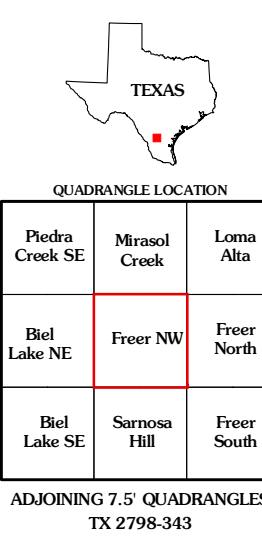 TEXAS
QUADRANGLE LOCATION
Piedra
Creek SE
Mirasol
Creek
Loma
Alta
Biel
Lake NE
Freer NW
Freer
North
Biel
Lake SE
Sarnosa
Hill
Freer
South
ADJOINING 7.5' QUADRANGLES
TX 2798-343